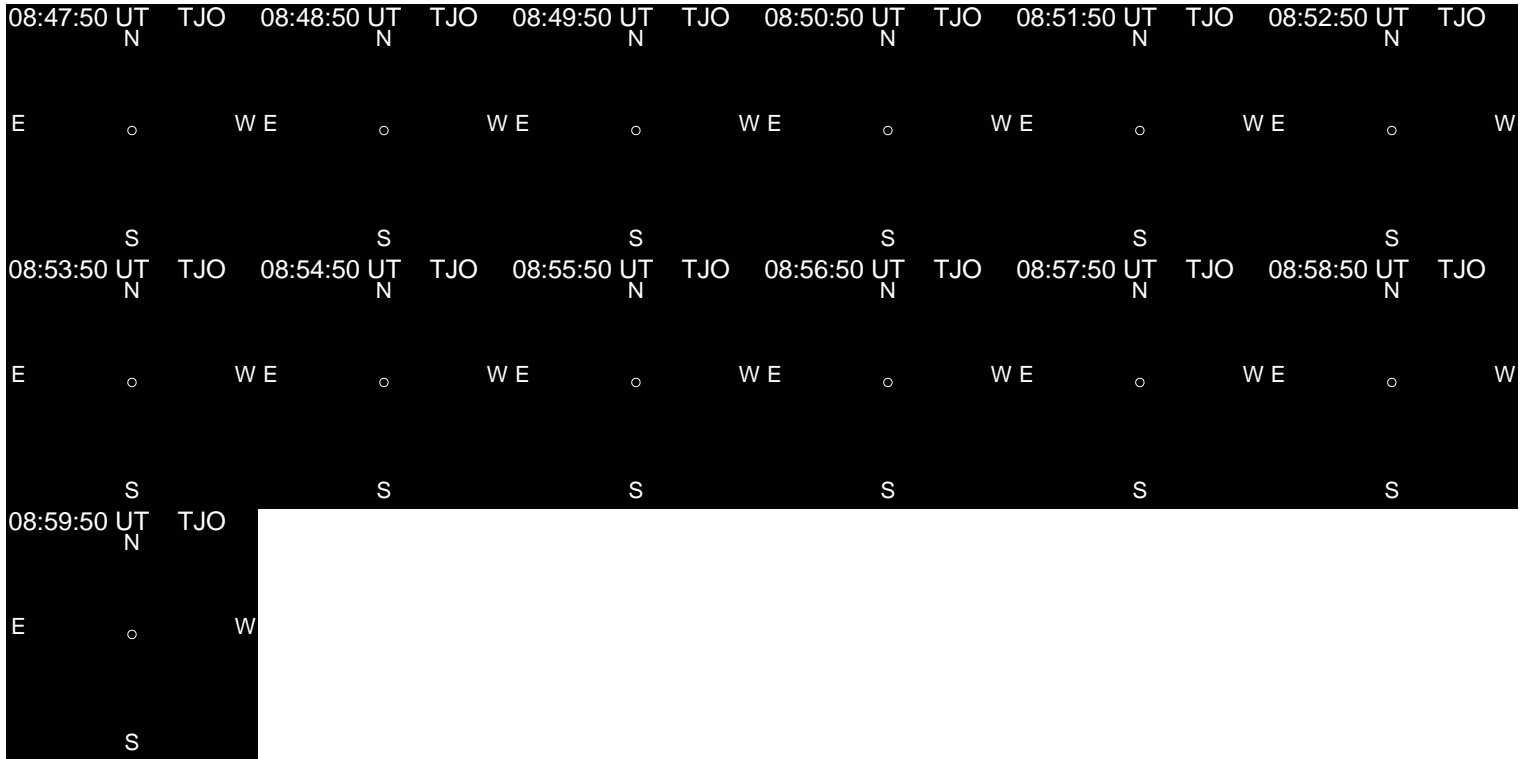 08:47:50 UT TJO 08:48:50 UT TJO 08:49:50 UT TJO 08:50:50 UT TJO 08:51:50 UT TJO 08:52:50 UT TJO
N N N N N N
E W E W E W E W E W E W
S S S S S S
08:53:50 UT TJO 08:54:50 UT TJO 08:55:50 UT TJO 08:56:50 UT TJO 08:57:50 UT TJO 08:58:50 UT TJO
N N N N N N
E W E W E W E W E W E W
S S S S S S
08:59:50 UT TJO
N
E W
S